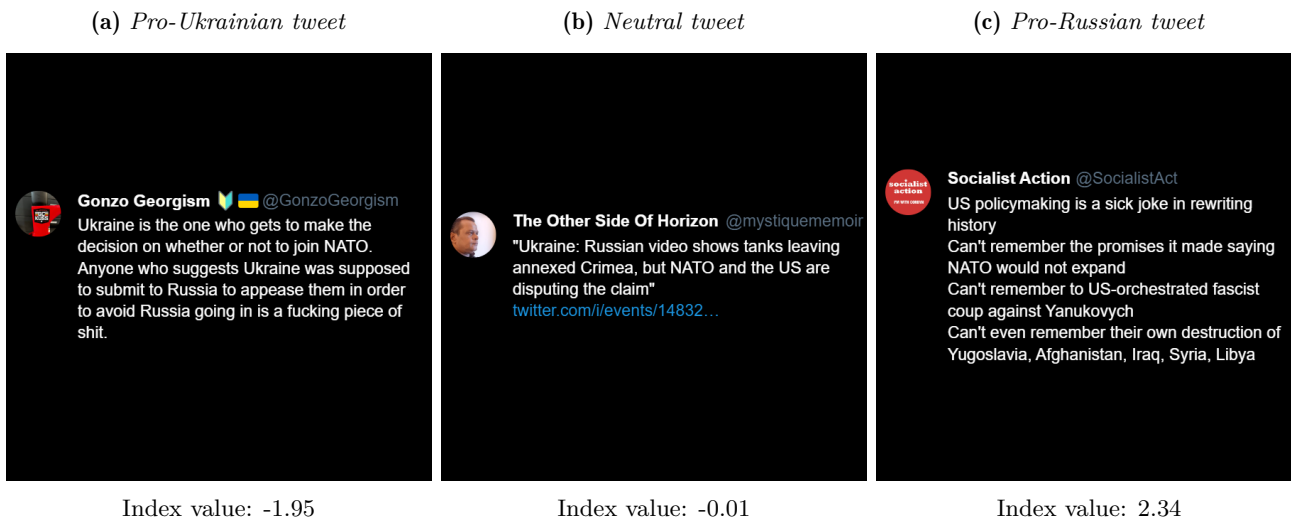 (a) Pro-Ukrainian tweet
(b) Neutral tweet
(c) Pro-Russian tweet
Gonzo Georgism 🔰 🇺🇦 @GonzoGeorgism
Ukraine is the one who gets to make the
decision on whether or not to join NATO.
Anyone who suggests Ukraine was supposed
to submit to Russia to appease them in order
to avoid Russia going in is a fucking piece of
shit.
Index value: -1.95
The Other Side Of Horizon @mystiquememoir
"Ukraine: Russian video shows tanks leaving
annexed Crimea, but NATO and the US are
disputing the claim"
twitter.com/i/events/14832…
Index value: -0.01
socialist
action
Socialist Action @SocialistAct
US policymaking is a sick joke in rewriting
history
Can't remember the promises it made saying
NATO would not expand
Can't remember to US-orchestrated fascist
coup against Yanukovych
Can't even remember their own destruction of
Yugoslavia, Afghanistan, Iraq, Syria, Libya
Index value: 2.34